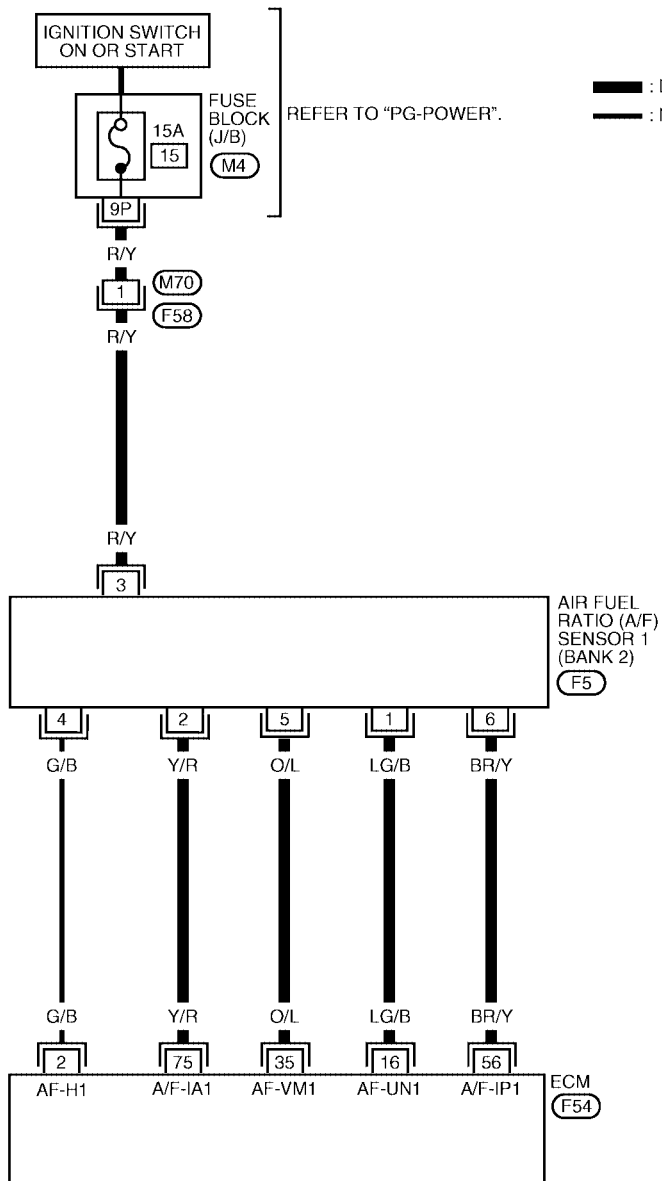 IGNITION SWITCH
ON OR START
FUSE
BLOCK
(J/B)
M4
15A
15
REFER TO “PG-POWER”.
9P
R/Y
1
M70
F58
R/Y
R/Y
3
AIR FUEL
RATIO (A/F)
SENSOR 1
(BANK 2)
F5
4 2 5 1 6
G/B Y/R O/L LG/B BR/Y
G/B Y/R O/L LG/B BR/Y
2 75 35 16 56
AF-H1 A/F-IA1 AF-VM1 AF-UN1 A/F-IP1
ECM
F54